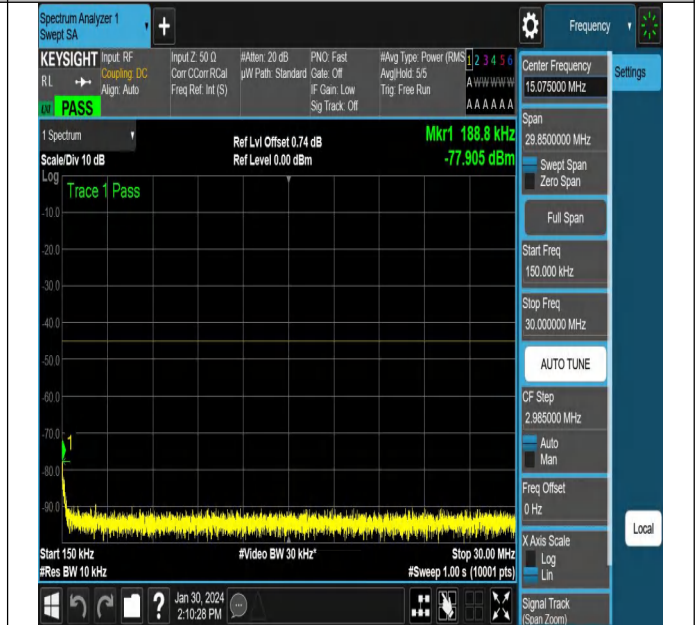 Spectrum Analyzer 1
Swept SA
Frequency
KEYSIGHT
RL
PASS
Input: RF
Coupling: DC
Align: Auto
Input Z: 50 Ω
Corr CCorr RCal
Freq Ref: Int (S)
#Atten: 20 dB
µW Path: Standard
PNO: Fast
Gate: Off
IF Gain: Low
Sig Track: Off
#Avg Type: Power (RMS
Avg|Hold: 5/5
Trig: Free Run
1 2 3 4 5 6
A W W W W W
A A A A A A
1 Spectrum
Scale/Div 10 dB
Ref Lvl Offset 0.74 dB
Ref Level 0.00 dBm
Mkr1 188.8 kHz
-77.905 dBm
Log
Trace 1 Pass
-10.0
-20.0
-30.0
-40.0
-50.0
-60.0
-70.0
1
-80.0
-90.0
Start 150 kHz
#Res BW 10 kHz
#Video BW 30 kHz*
Stop 30.00 MHz
#Sweep 1.00 s (10001 pts)
Jan 30, 2024
2:10:28 PM
Center Frequency
15.075000 MHz
Settings
Span
29.8500000 MHz
Swept Span
Zero Span
Full Span
Start Freq
150.000 kHz
Stop Freq
30.000000 MHz
AUTO TUNE
CF Step
2.985000 MHz
Auto
Man
Freq Offset
0 Hz
X Axis Scale
Log
Lin
Local
Signal Track
(Span Zoom)